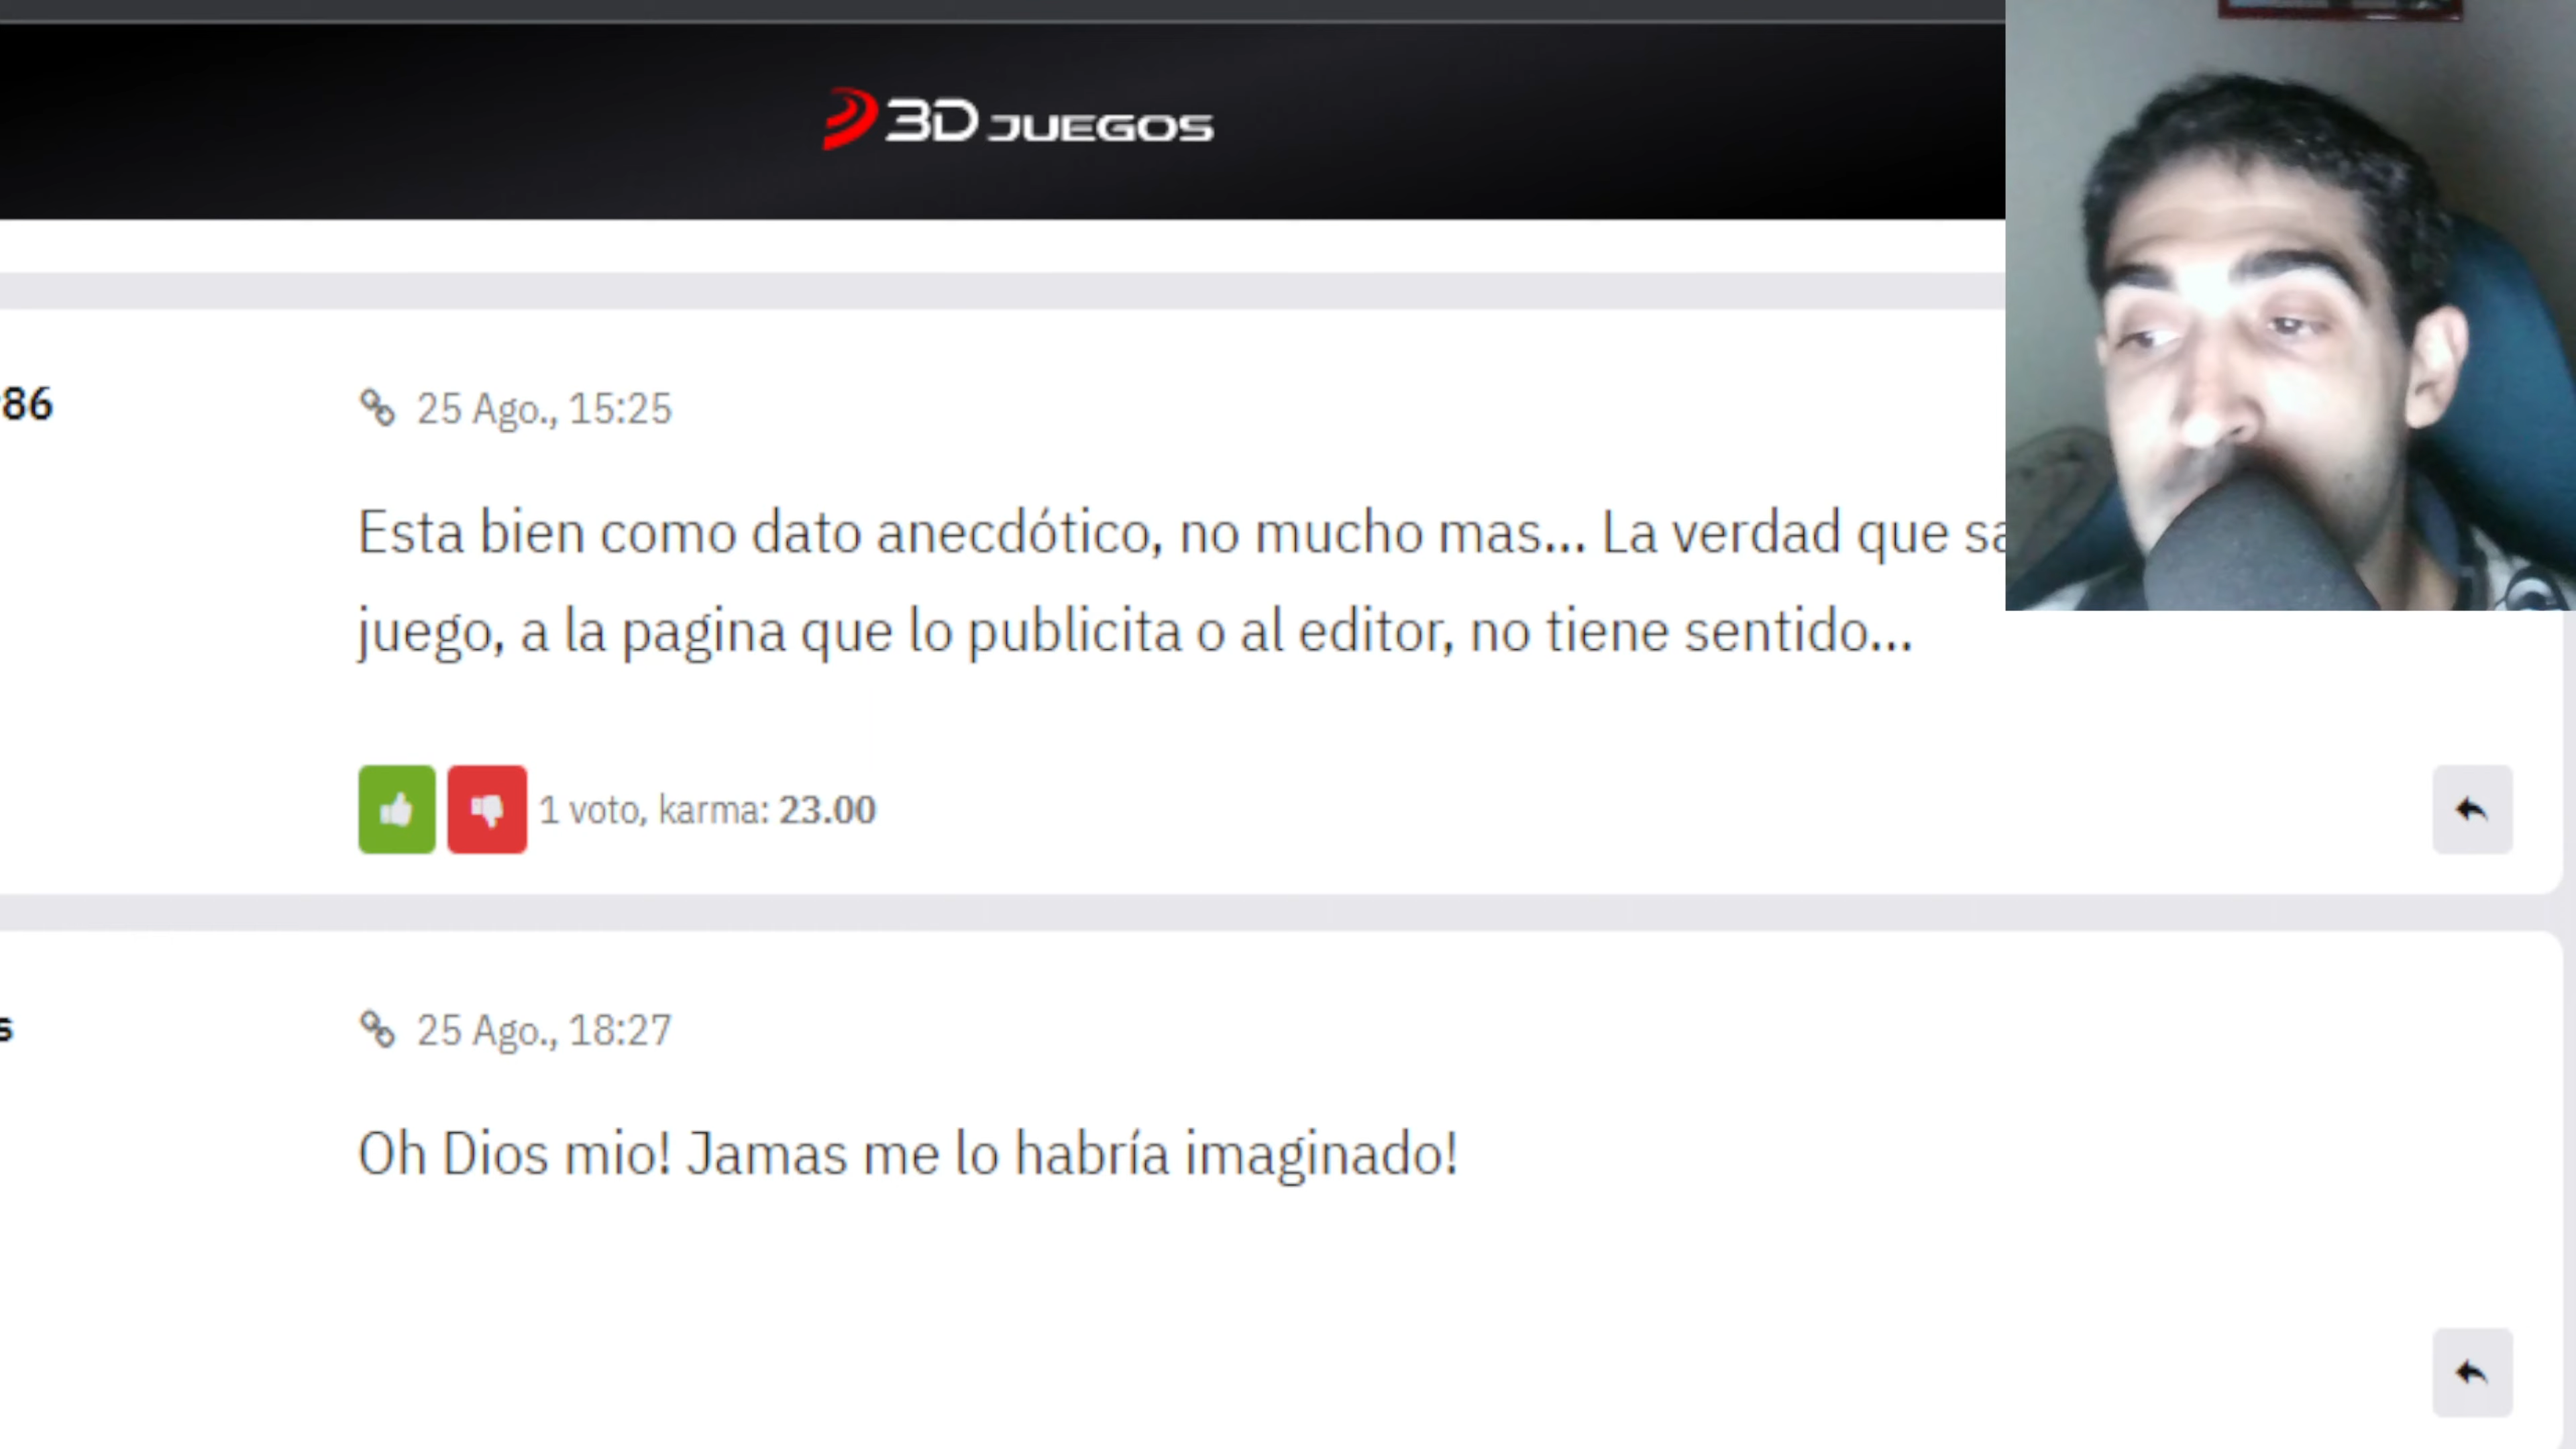 3D JUEGOS
86
25 Ago., 15:25
Esta bien como dato anecdótico, no mucho mas... La verdad que
juego, a la pagina que lo publicita o al editor, no tiene sentido...
1 voto, karma: 23.00
s
25 Ago., 18:27
Oh Dios mio! Jamas me lo habría imaginado!